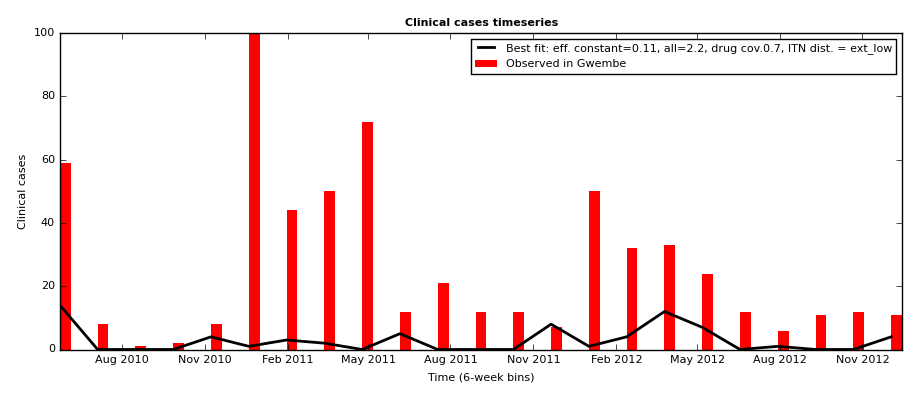 Clinical cases timeseries
Best fit: eff. constant=0.11, all=2.2, drug cov.0.7, ITN dist. = ext_low
Observed in Gwembe
100
80
60
40
20
0
Clinical cases
Aug 2010 Nov 2010 Feb 2011 May 2011 Aug 2011 Nov 2011 Feb 2012 May 2012 Aug 2012 Nov 2012
Time (6-week bins)